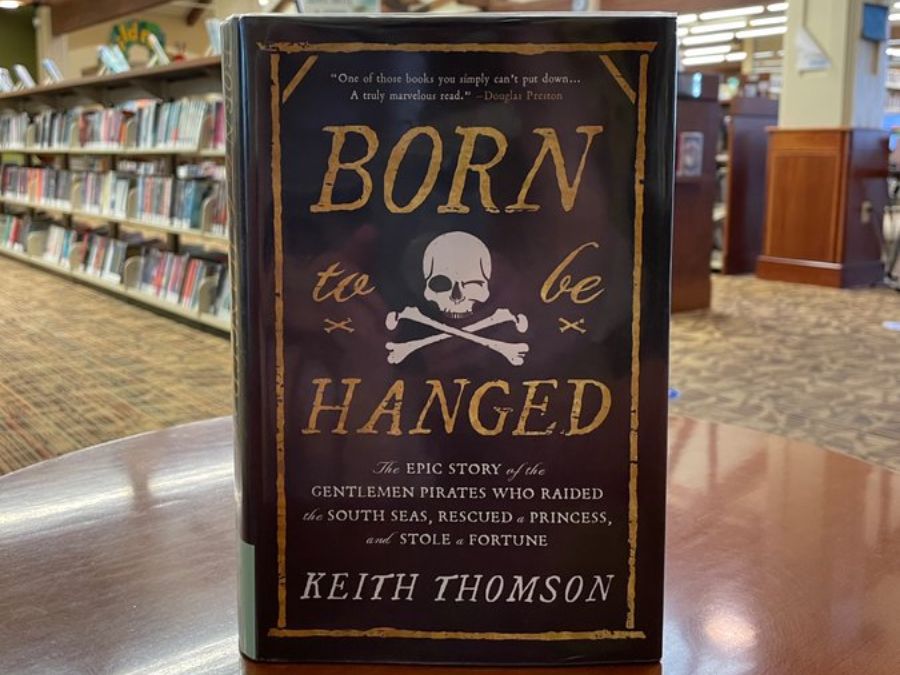 "One of those books you simply can't put down...
A truly marvelous read." —Douglas Preston
BORN
to be
HANGED
The EPIC STORY of the
GENTLEMEN PIRATES WHO RAIDED
the SOUTH SEAS, RESCUED a PRINCESS,
and STOLE a FORTUNE
KEITH THOMSON